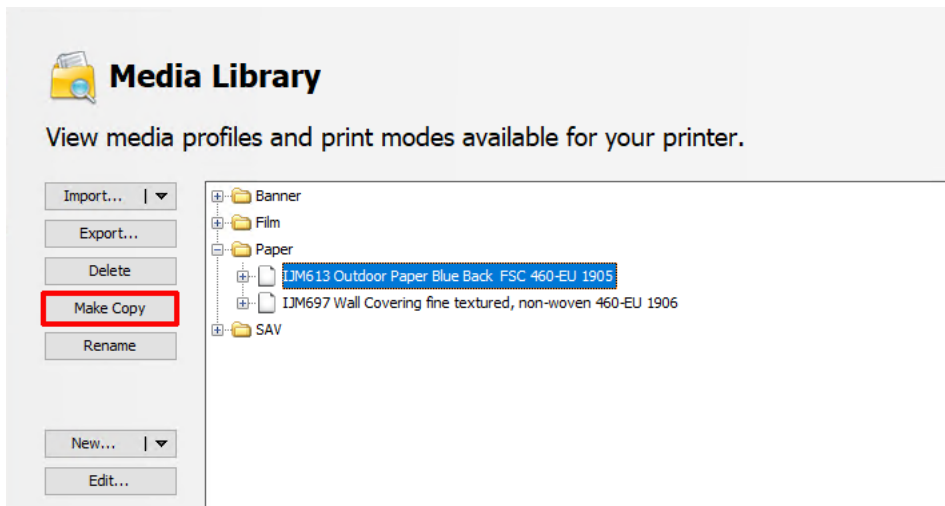 Media Library
View media profiles and print modes available for your printer.
Import...
Export...
Delete
Make Copy
Rename
New...
Edit...
Banner
Film
Paper
IJM613 Outdoor Paper Blue Back  FSC 460-EU 1905
IJM697 Wall Covering fine textured, non-woven 460-EU 1906
SAV